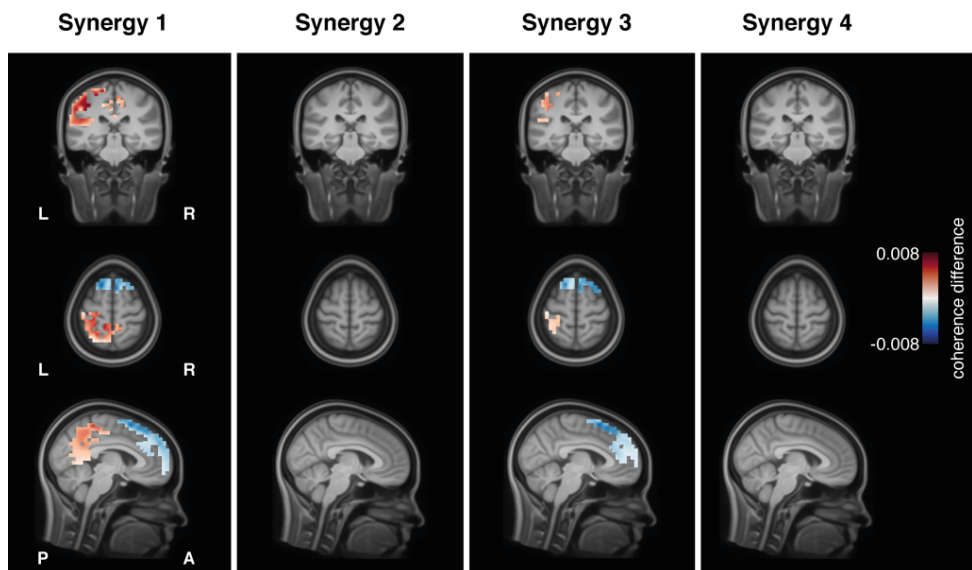 Synergy 1
Synergy 2
Synergy 3
Synergy 4
L
R
L
R
P
A
0.008
-0.008
coherence difference